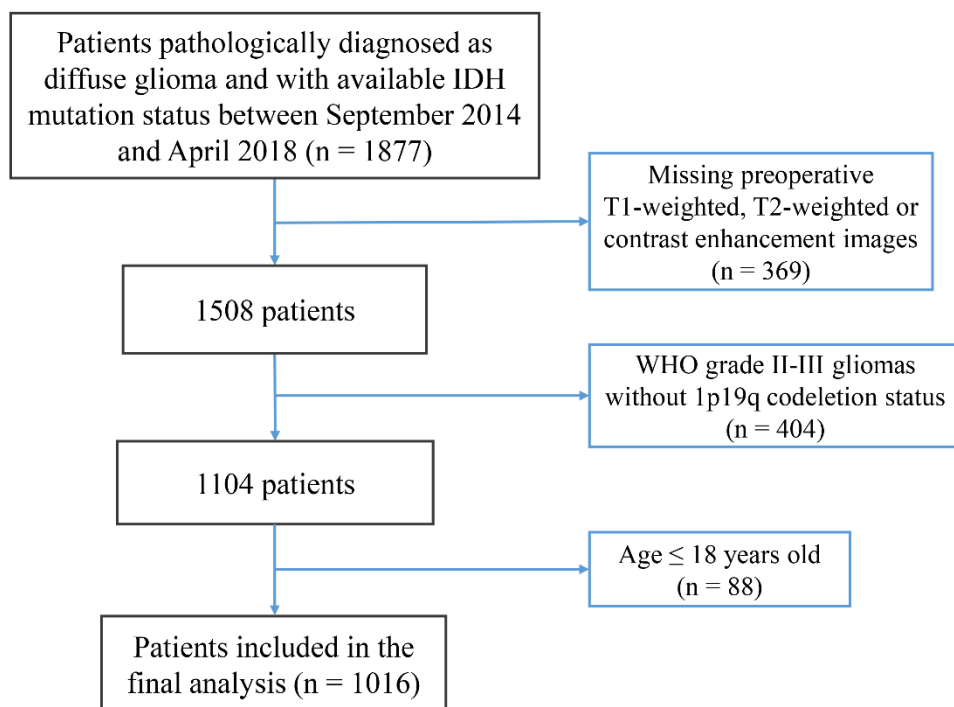 Patients pathologically diagnosed as
diffuse glioma and with available IDH
mutation status between September 2014
and April 2018 (n = 1877)
Missing preoperative
T1-weighted, T2-weighted or
contrast enhancement images
(n = 369)
1508 patients
WHO grade II-III gliomas
without 1p19q codeletion status
(n = 404)
1104 patients
Age ≤ 18 years old
(n = 88)
Patients included in the
final analysis (n = 1016)